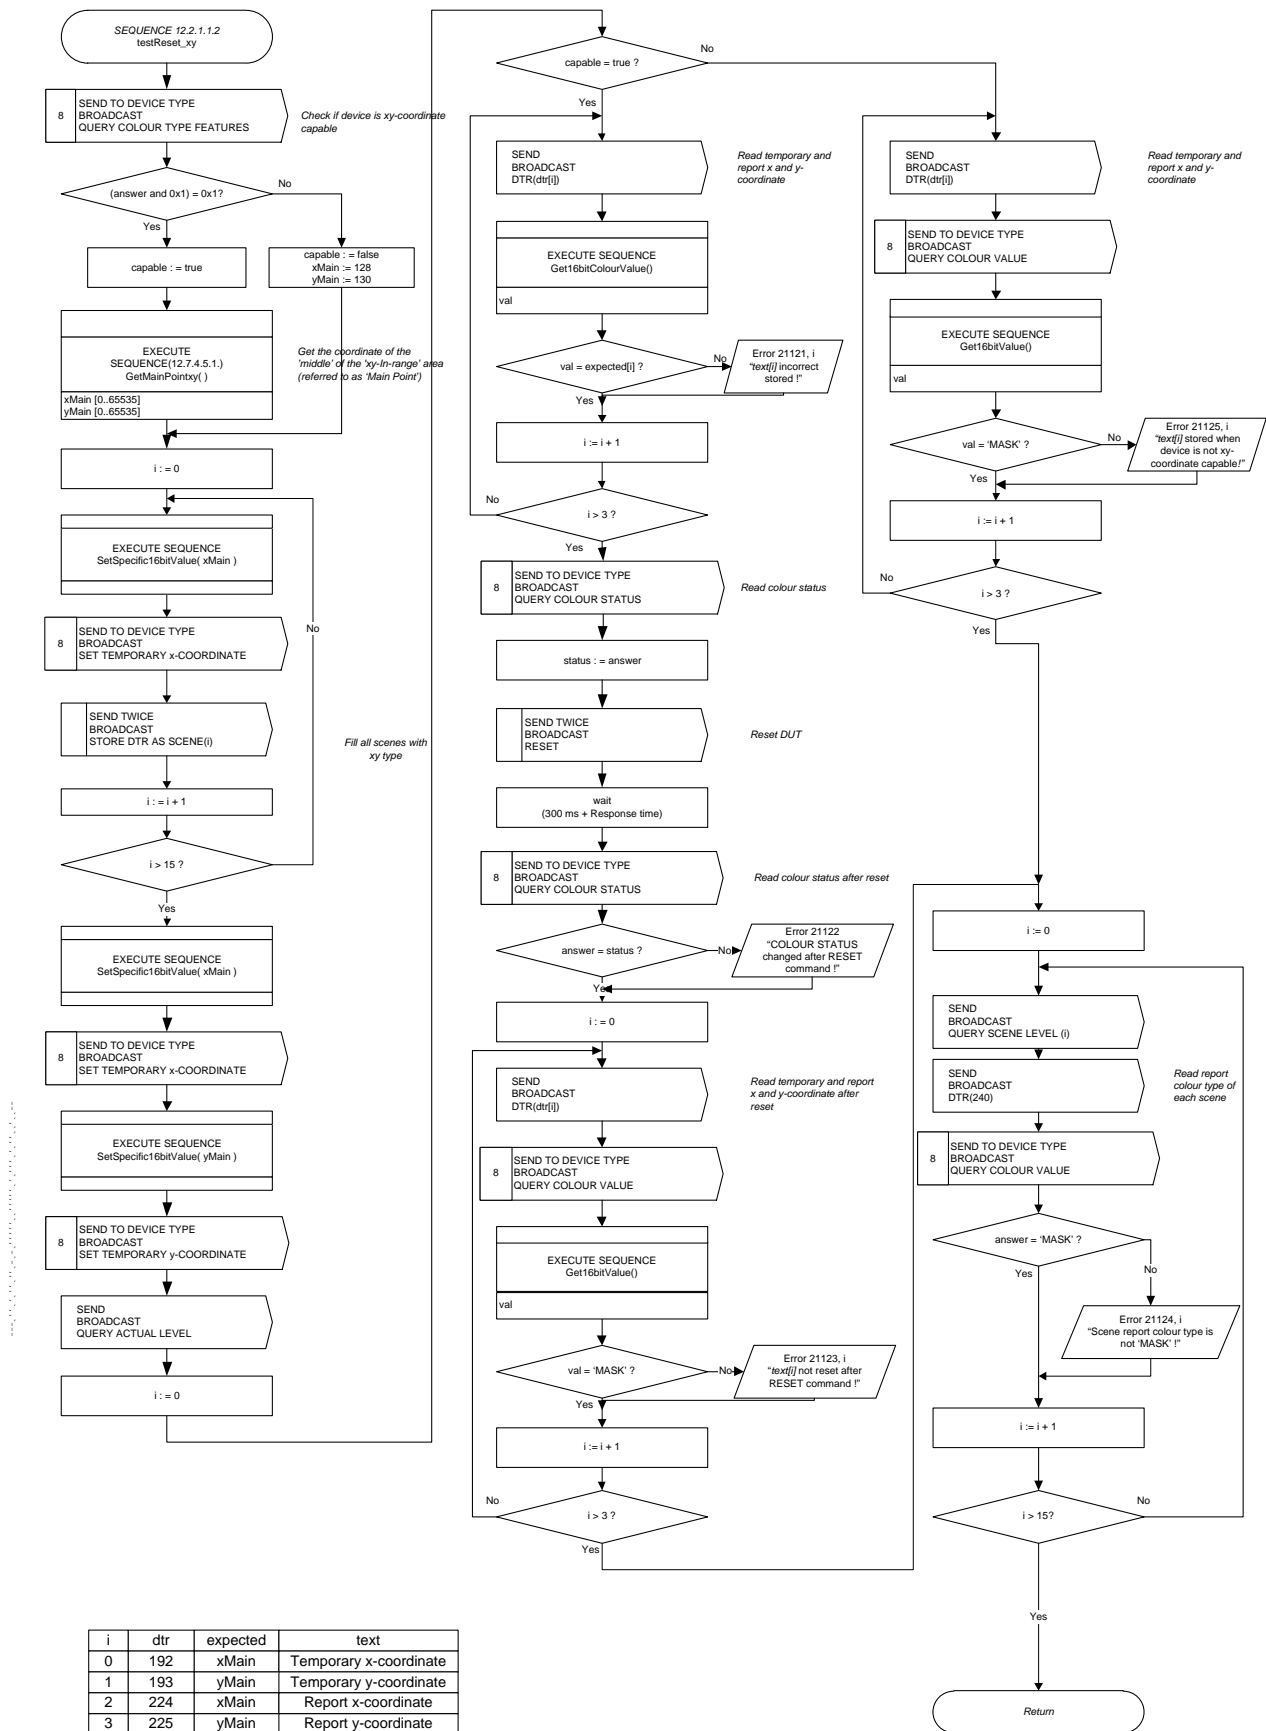 SEQUENCE 12.2.1.1.2
testReset_xy
8
SEND TO DEVICE TYPE
BROADCAST
QUERY COLOUR TYPE FEATURES
Check if device is xy-coordinate
capable
(answer and 0x1) = 0x1?
No
Yes
capable : = true
capable : = false
xMain := 128
yMain := 130
EXECUTE
SEQUENCE(12.7.4.5.1.)
GetMainPointxy( )
xMain [0..65535]
yMain [0..65535]
Get the coordinate of the
'middle' of the 'xy-In-range' area
(referred to as 'Main Point')
i : = 0
EXECUTE SEQUENCE
SetSpecific16bitValue( xMain )
No
8
SEND TO DEVICE TYPE
BROADCAST
SET TEMPORARY x-COORDINATE
SEND TWICE
BROADCAST
STORE DTR AS SCENE(i)
Fill all scenes with
xy type
i : = i + 1
i > 15 ?
Yes
EXECUTE SEQUENCE
SetSpecific16bitValue( xMain )
8
SEND TO DEVICE TYPE
BROADCAST
SET TEMPORARY x-COORDINATE
EXECUTE SEQUENCE
SetSpecific16bitValue( yMain )
8
SEND TO DEVICE TYPE
BROADCAST
SET TEMPORARY y-COORDINATE
SEND
BROADCAST
QUERY ACTUAL LEVEL
i : = 0
capable = true ?
No
Yes
SEND
BROADCAST
DTR(dtr[i])
Read temporary and
report x and y-
coordinate
EXECUTE SEQUENCE
Get16bitColourValue()
val
val = expected[i] ?
No
Error 21121, i
"text[i] incorrect
stored !"
Yes
i := i + 1
No
i > 3 ?
Yes
8
SEND TO DEVICE TYPE
BROADCAST
QUERY COLOUR STATUS
Read colour status
status : = answer
SEND TWICE
BROADCAST
RESET
Reset DUT
wait
(300 ms + Response time)
8
SEND TO DEVICE TYPE
BROADCAST
QUERY COLOUR STATUS
Read colour status after reset
answer = status ?
No
Error 21122
"COLOUR STATUS
changed after RESET
command !"
Yes
i : = 0
SEND
BROADCAST
DTR(dtr[i])
Read temporary and report
x and y-coordinate after
reset
8
SEND TO DEVICE TYPE
BROADCAST
QUERY COLOUR VALUE
EXECUTE SEQUENCE
Get16bitValue()
val
val = 'MASK' ?
No
Error 21123, i
"text[i] not reset after
RESET command !"
Yes
i := i + 1
No
i > 3 ?
Yes
SEND
BROADCAST
DTR(dtr[i])
Read temporary and
report x and y-
coordinate
8
SEND TO DEVICE TYPE
BROADCAST
QUERY COLOUR VALUE
EXECUTE SEQUENCE
Get16bitValue()
val
val = 'MASK' ?
No
Error 21125, i
"text[i] stored when
device is not xy-
coordinate capable!"
Yes
i := i + 1
No
i > 3 ?
Yes
i := 0
SEND
BROADCAST
QUERY SCENE LEVEL (i)
SEND
BROADCAST
DTR(240)
Read report
colour type of
each scene
8
SEND TO DEVICE TYPE
BROADCAST
QUERY COLOUR VALUE
answer = 'MASK' ?
Yes
No
Error 21124, i
"Scene report colour type is
not 'MASK' !"
i := i + 1
i > 15?
No
Yes
Return
i dtr expected text
0 192 xMain Temporary x-coordinate
1 193 yMain Temporary y-coordinate
2 224 xMain Report x-coordinate
3 225 yMain Report y-coordinate